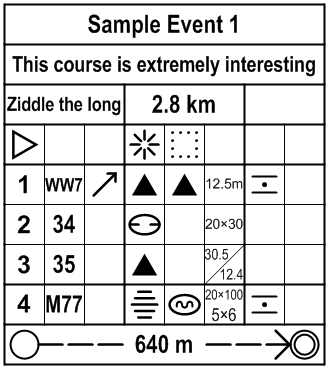 Sample Event 1
This course is extremely interesting
Ziddle the long 2.8 km
1 WW7 12.5m
2 34 20×30
3 35 30.5/12.4
4 M77 20×100
5×6
640 m